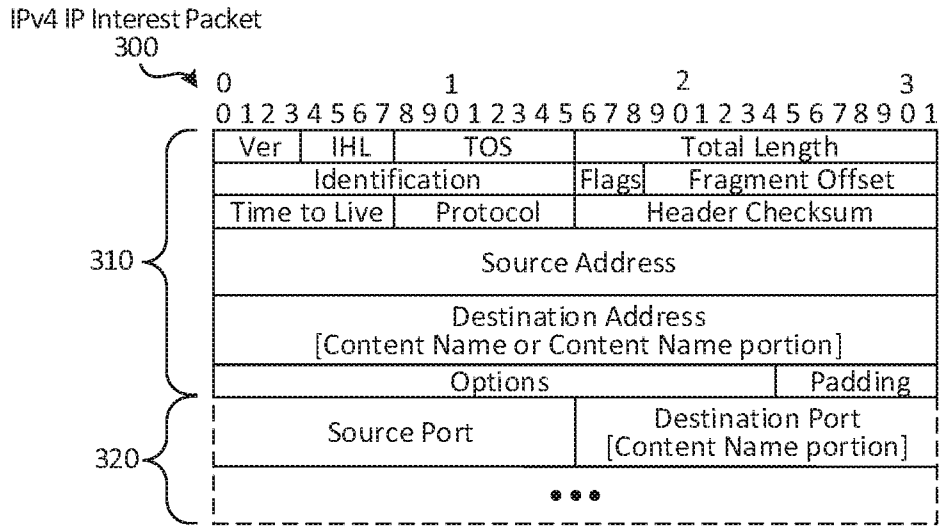 IPv4 IP Interest Packet
300
0 1 2 3
0 1 2 3 4 5 6 7 8 9 0 1 2 3 4 5 6 7 8 9 0 1 2 3 4 5 6 7 8 9 0 1
Ver IHL TOS Total Length
Identification Flags Fragment Offset
Time to Live Protocol Header Checksum
310
Source Address
Destination Address
[Content Name or Content Name portion]
Options Padding
320
Source Port Destination Port
[Content Name portion]
•••